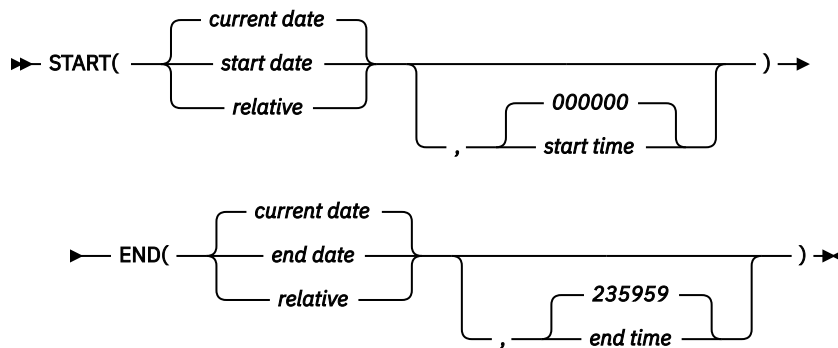 current date
START( start date )
relative
000000
, start time
current date
END( end date )
relative
235959
, end time